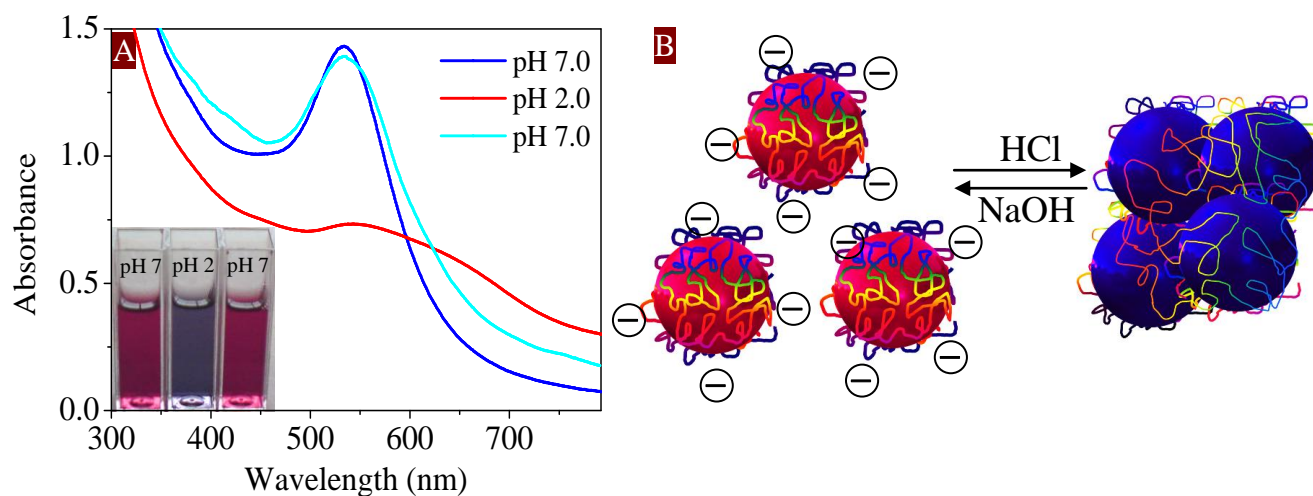 A
1.5
1.0
0.5
0.0
Absorbance
pH 7.0
pH 2.0
pH 7.0
pH 7 pH 2 pH 7
300 400 500 600 700
Wavelength (nm)
B
− − − − −
− − − −
− − − −
HCl
NaOH